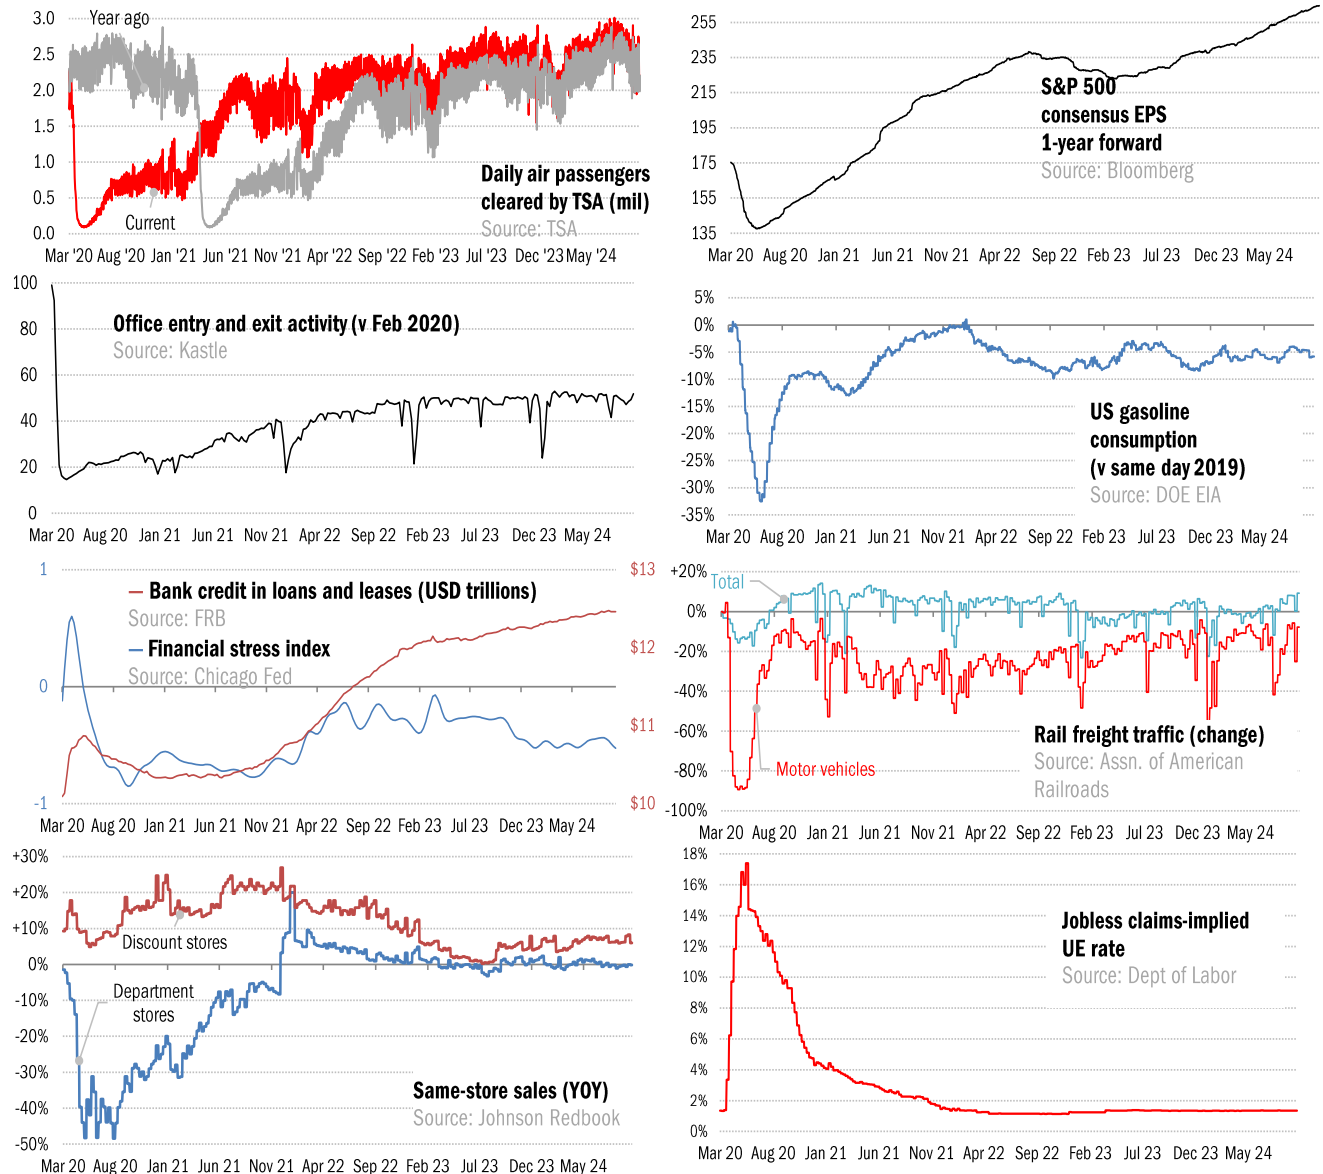 3.0
2.5
2.0
1.5
1.0
0.5
0.0
Year ago
Current
Daily air passengers
cleared by TSA (mil)
Source: TSA
Mar '20 Aug '20 Jan '21 Jun '21 Nov '21 Apr '22 Sep '22 Feb '23 Jul '23 Dec '23 May '24
255
235
215
195
175
155
135
S&P 500
consensus EPS
1-year forward
Source: Bloomberg
Mar 20 Aug 20 Jan 21 Jun 21 Nov 21 Apr 22 Sep 22 Feb 23 Jul 23 Dec 23 May 24
100
80
60
40
20
0
Office entry and exit activity (v Feb 2020)
Source: Kastle
Mar 20 Aug 20 Jan 21 Jun 21 Nov 21 Apr 22 Sep 22 Feb 23 Jul 23 Dec 23 May 24
5%
0%
-5%
-10%
-15%
-20%
-25%
-30%
-35%
US gasoline
consumption
(v same day 2019)
Source: DOE EIA
Mar 20 Aug 20 Jan 21 Jun 21 Nov 21 Apr 22 Sep 22 Feb 23 Jul 23 Dec 23 May 24
1
0
-1
Bank credit in loans and leases (USD trillions)
Source: FRB
Financial stress index
Source: Chicago Fed
$13
$12
$11
$10
Mar 20 Aug 20 Jan 21 Jun 21 Nov 21 Apr 22 Sep 22 Feb 23 Jul 23 Dec 23 May 24
+20%
0%
-20%
-40%
-60%
-80%
-100%
Total
Motor vehicles
Rail freight traffic (change)
Source: Assn. of American
Railroads
Mar 20 Aug 20 Jan 21 Jun 21 Nov 21 Apr 22 Sep 22 Feb 23 Jul 23 Dec 23 May 24
+30%
+20%
+10%
0%
-10%
-20%
-30%
-40%
-50%
Discount stores
Department
stores
Same-store sales (YOY)
Source: Johnson Redbook
Mar 20 Aug 20 Jan 21 Jun 21 Nov 21 Apr 22 Sep 22 Feb 23 Jul 23 Dec 23 May 24
18%
16%
14%
12%
10%
8%
6%
4%
2%
0%
Jobless claims-implied
UE rate
Source: Dept of Labor
Mar 20 Aug 20 Jan 21 Jun 21 Nov 21 Apr 22 Sep 22 Feb 23 Jul 23 Dec 23 May 24